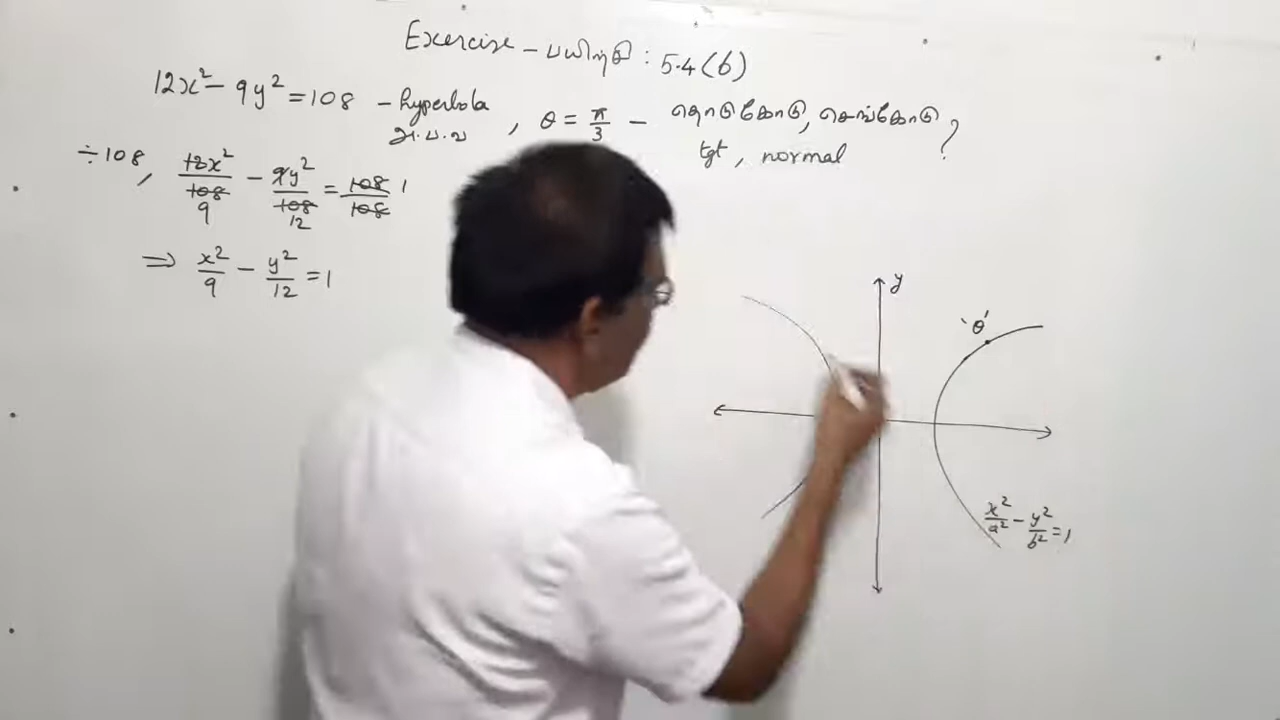 Exercise - பயிற்சி : 5.4(b)
12x² - 9y² = 108 - hyperbola , θ = π/3 - தொடுகோடு, செங்கோடு ?
அ.ப.வ
tgt , normal
÷108, 12x²/108 - 9y²/108 = 108/108 1
9 12
⇒ x²/9 - y²/12 = 1
y
'θ'
x²/a² - y²/b² = 1